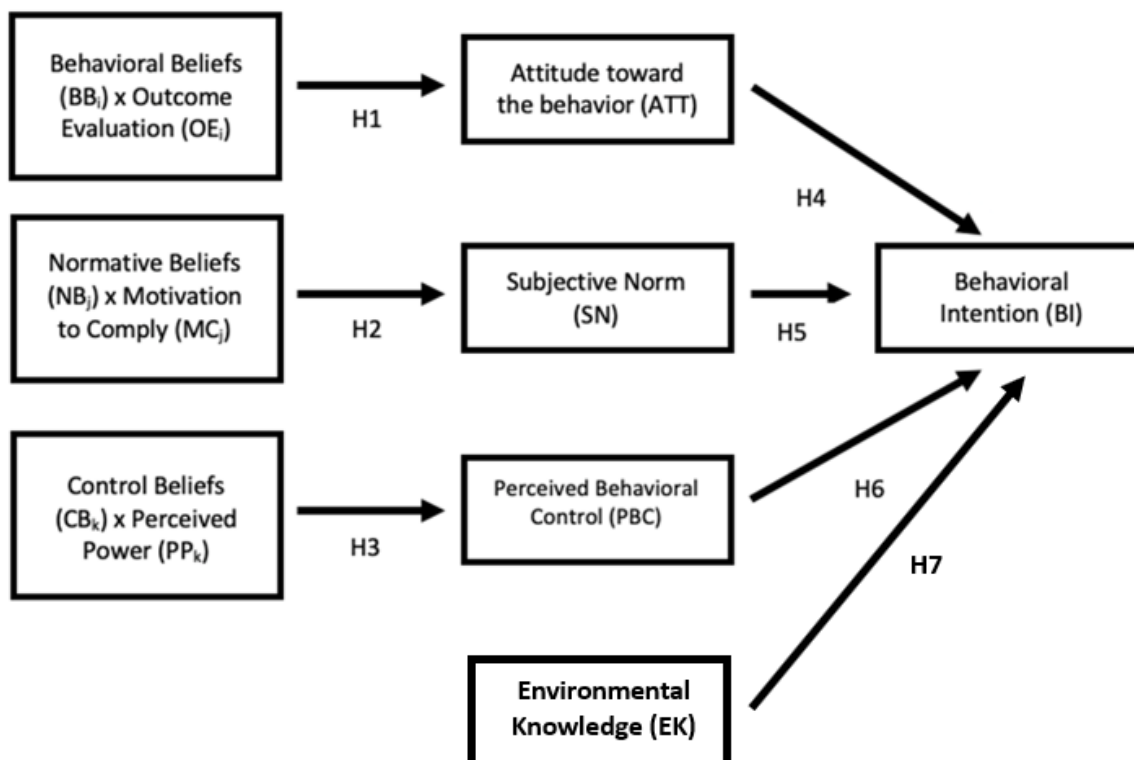 Behavioral Beliefs
(BBᵢ) x Outcome
Evaluation (OEᵢ)
H1
Attitude toward
the behavior (ATT)
H4
Normative Beliefs
(NBⱼ) x Motivation
to Comply (MCⱼ)
H2
Subjective Norm
(SN)
H5
Behavioral
Intention (BI)
Control Beliefs
(CBₖ) x Perceived
Power (PPₖ)
H3
Perceived Behavioral
Control (PBC)
H6
H7
Environmental
Knowledge (EK)